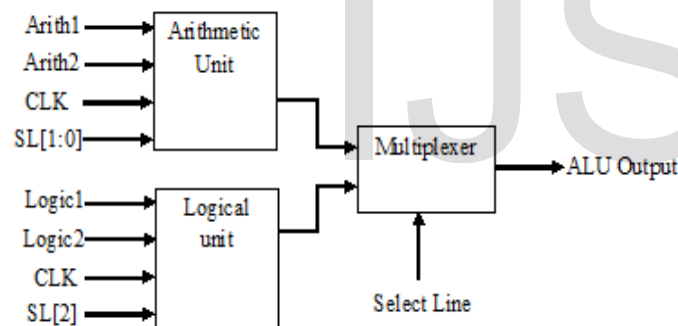 Arith1
Arith2
CLK
SL[1:0]
Arithmetic
Unit
Logic1
Logic2
CLK
SL[2]
Logical
unit
Multiplexer
Select Line
ALU Output
IJS